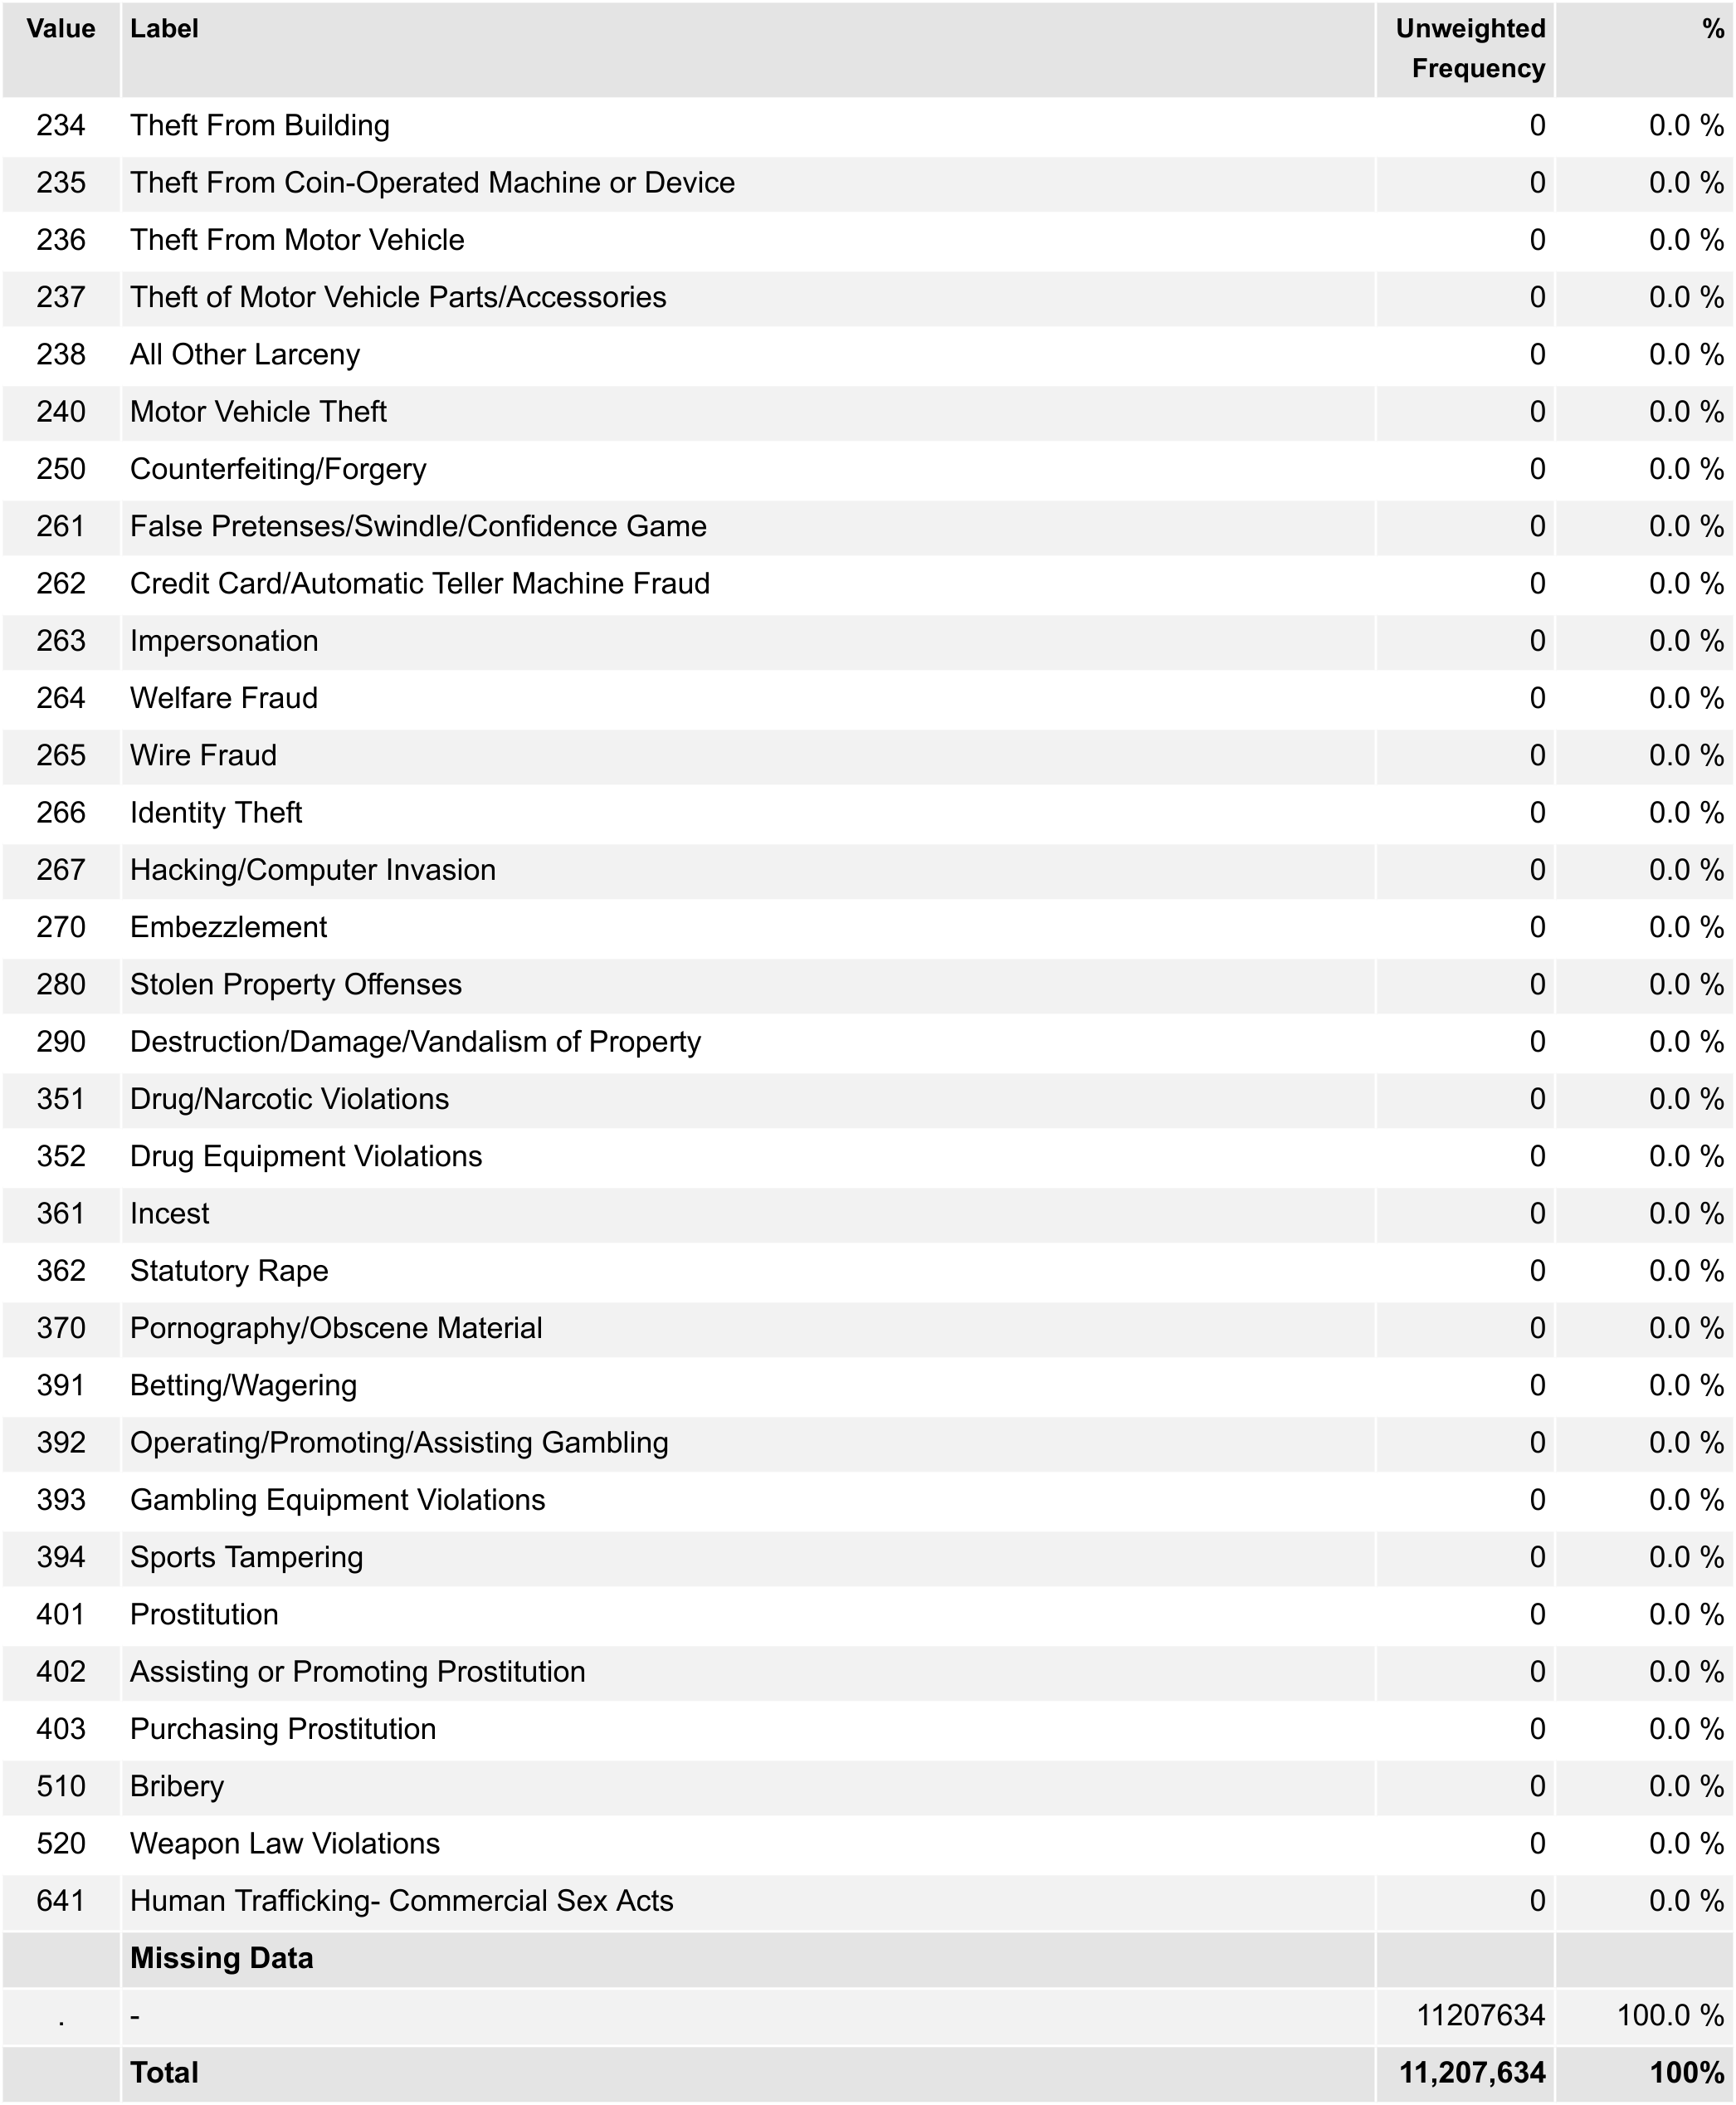 Value Label Unweighted Frequency %
234 Theft From Building 0 0.0 %
235 Theft From Coin-Operated Machine or Device 0 0.0 %
236 Theft From Motor Vehicle 0 0.0 %
237 Theft of Motor Vehicle Parts/Accessories 0 0.0 %
238 All Other Larceny 0 0.0 %
240 Motor Vehicle Theft 0 0.0 %
250 Counterfeiting/Forgery 0 0.0 %
261 False Pretenses/Swindle/Confidence Game 0 0.0 %
262 Credit Card/Automatic Teller Machine Fraud 0 0.0 %
263 Impersonation 0 0.0 %
264 Welfare Fraud 0 0.0 %
265 Wire Fraud 0 0.0 %
266 Identity Theft 0 0.0 %
267 Hacking/Computer Invasion 0 0.0 %
270 Embezzlement 0 0.0 %
280 Stolen Property Offenses 0 0.0 %
290 Destruction/Damage/Vandalism of Property 0 0.0 %
351 Drug/Narcotic Violations 0 0.0 %
352 Drug Equipment Violations 0 0.0 %
361 Incest 0 0.0 %
362 Statutory Rape 0 0.0 %
370 Pornography/Obscene Material 0 0.0 %
391 Betting/Wagering 0 0.0 %
392 Operating/Promoting/Assisting Gambling 0 0.0 %
393 Gambling Equipment Violations 0 0.0 %
394 Sports Tampering 0 0.0 %
401 Prostitution 0 0.0 %
402 Assisting or Promoting Prostitution 0 0.0 %
403 Purchasing Prostitution 0 0.0 %
510 Bribery 0 0.0 %
520 Weapon Law Violations 0 0.0 %
641 Human Trafficking- Commercial Sex Acts 0 0.0 %
Missing Data
. - 11207634 100.0 %
Total 11,207,634 100%